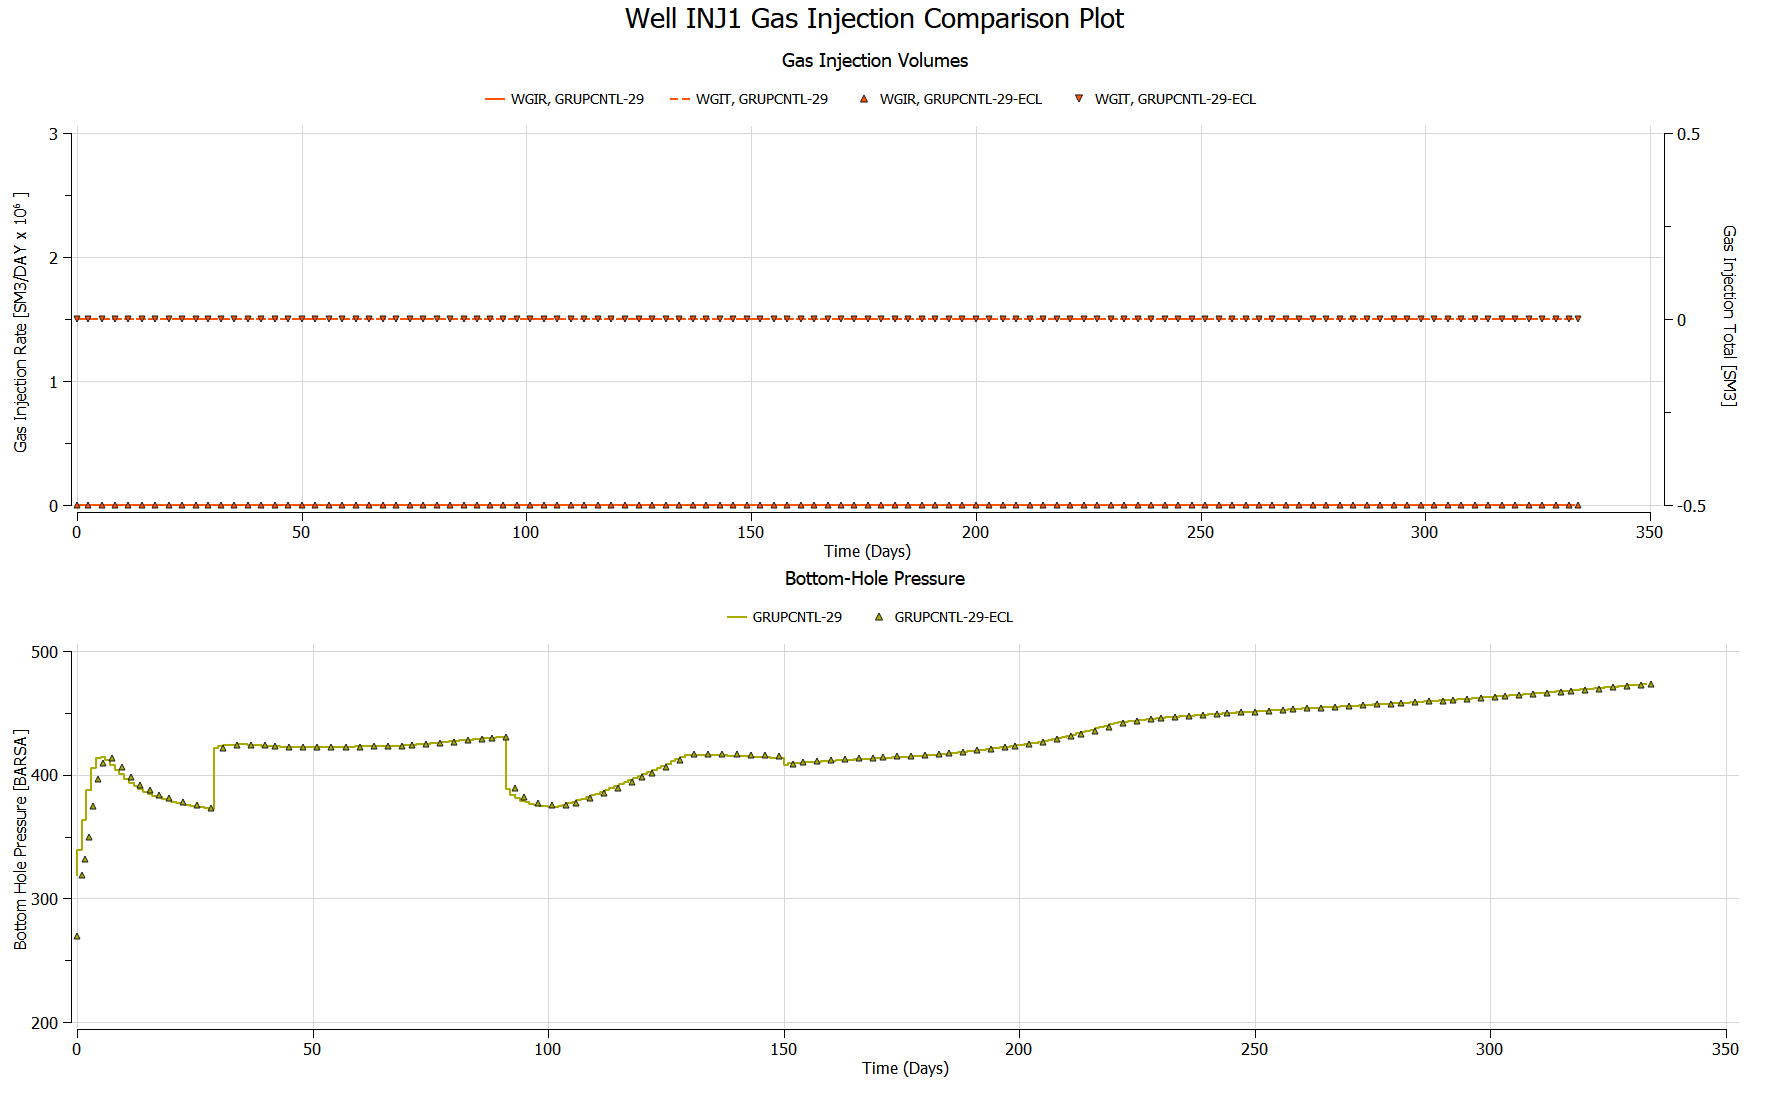 Well INJ1 Gas Injection Comparison Plot
Gas Injection Volumes
WGIR, GRUPCNTL-29 WGIT, GRUPCNTL-29 WGIR, GRUPCNTL-29-ECL WGIT, GRUPCNTL-29-ECL
Gas Injection Rate [SM3/DAY x 10⁶ ]
3
2
1
0
0.5
0
-0.5
Gas Injection Total [SM3]
0 50 100 150 200 250 300 350
Time (Days)
Bottom-Hole Pressure
GRUPCNTL-29 GRUPCNTL-29-ECL
Bottom Hole Pressure [BARSA]
500
400
300
200
0 50 100 150 200 250 300 350
Time (Days)